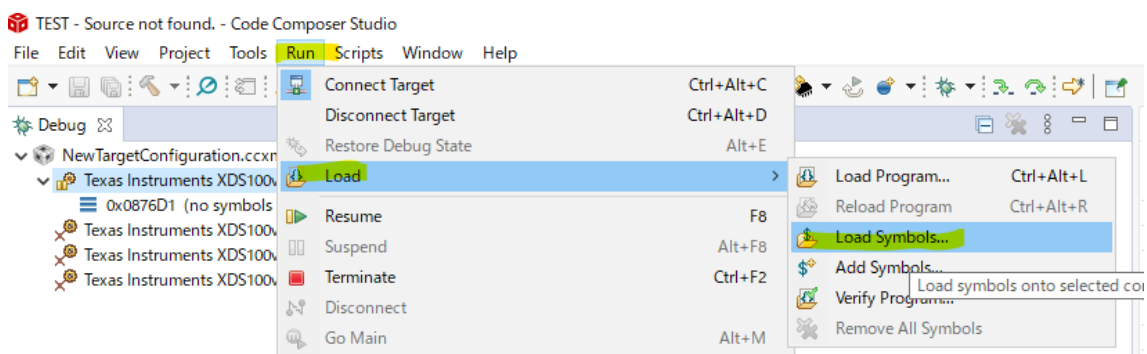 TEST - Source not found. - Code Composer Studio
File Edit View Project Tools Run Scripts Window Help
Debug
NewTargetConfiguration.ccxm
Texas Instruments XDS100v
0x0876D1 (no symbols
Texas Instruments XDS100v
Texas Instruments XDS100v
Texas Instruments XDS100v
Connect Target Ctrl+Alt+C
Disconnect Target Ctrl+Alt+D
Restore Debug State Alt+E
Load
Resume F8
Suspend Alt+F8
Terminate Ctrl+F2
Disconnect
Go Main Alt+M
Load Program... Ctrl+Alt+L
Reload Program Ctrl+Alt+R
Load Symbols...
Add Symbols...
Verify Program...
Remove All Symbols
Load symbols onto selected co